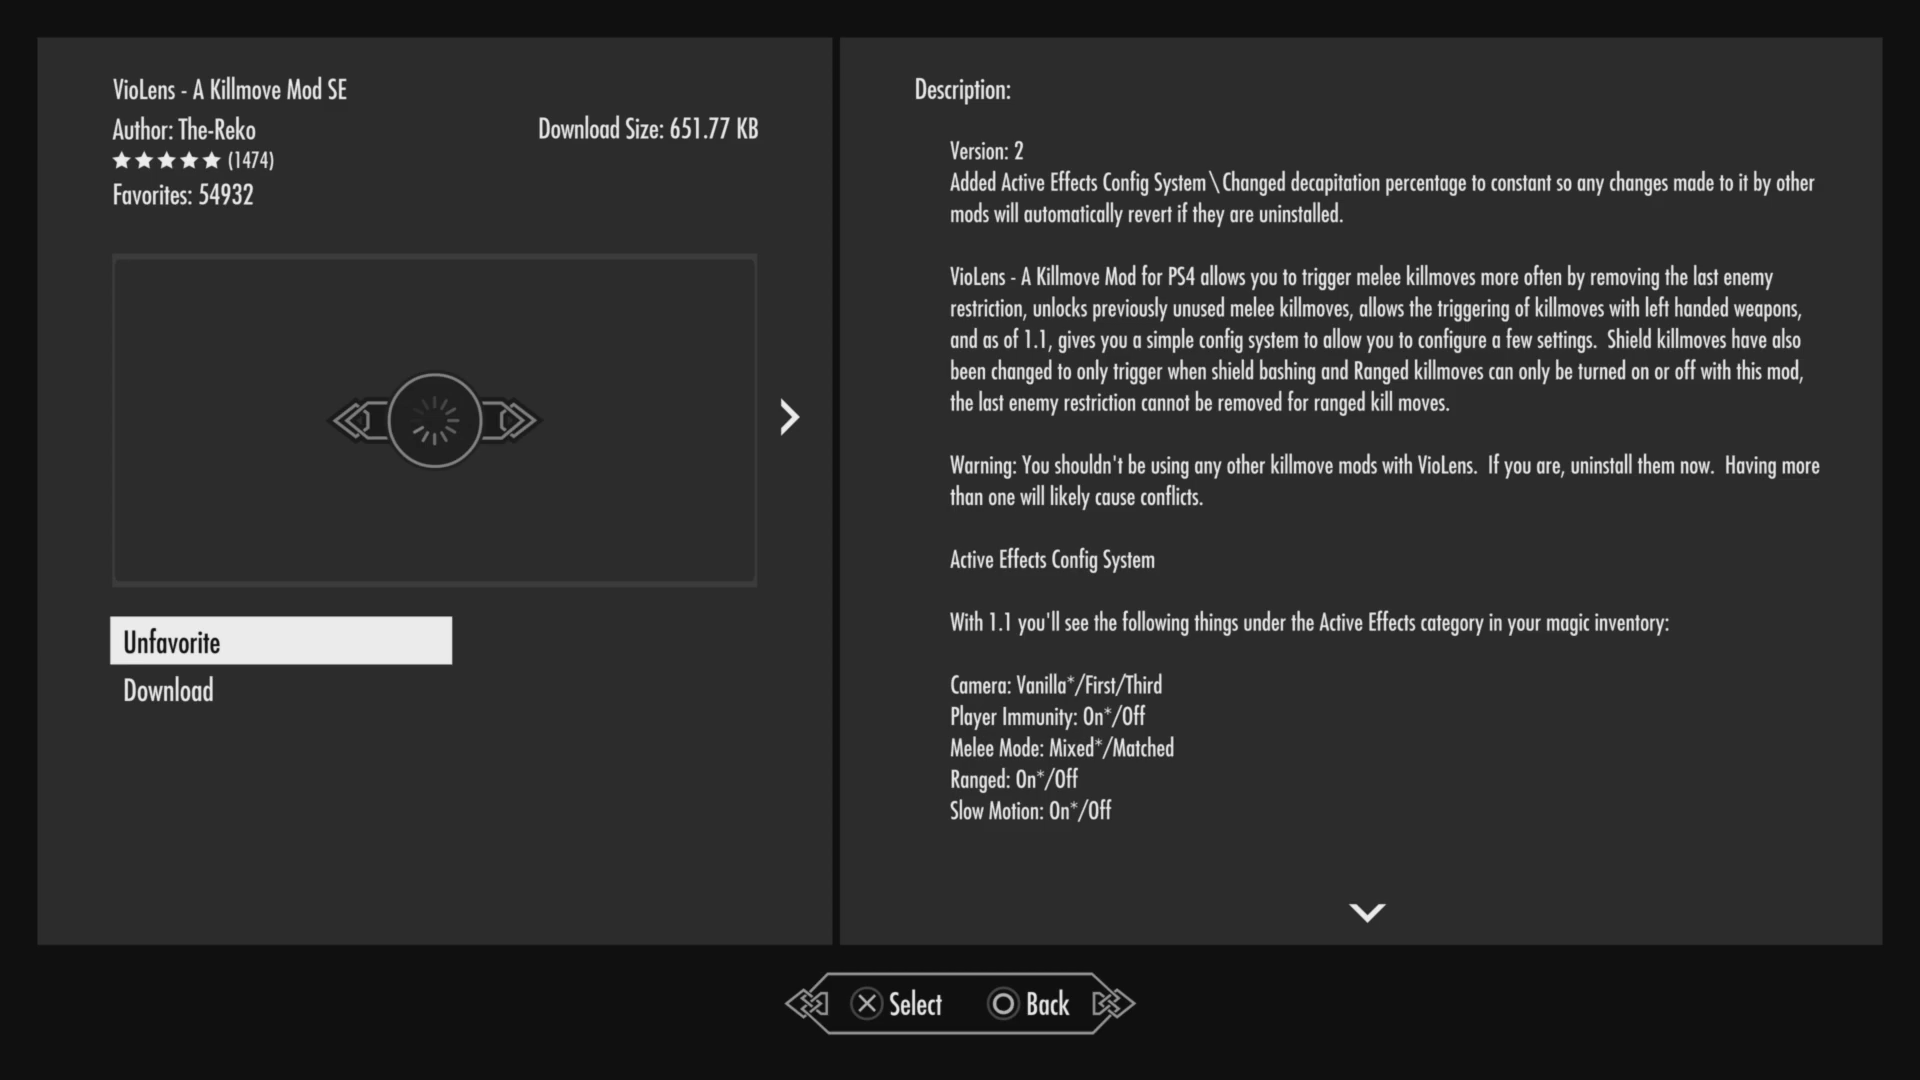 VioLens - A Killmove Mod SE
Author: The-Reko
Download Size: 651.77 KB
(1474)
Favorites: 54932
Unfavorite
Download
Description:
Version: 2
Added Active Effects Config System\Changed decapitation percentage to constant so any changes made to it by other
mods will automatically revert if they are uninstalled.
VioLens - A Killmove Mod for PS4 allows you to trigger melee killmoves more often by removing the last enemy
restriction, unlocks previously unused melee killmoves, allows the triggering of killmoves with left handed weapons,
and as of 1.1, gives you a simple config system to allow you to configure a few settings.  Shield killmoves have also
been changed to only trigger when shield bashing and Ranged killmoves can only be turned on or off with this mod,
the last enemy restriction cannot be removed for ranged kill moves.
Warning: You shouldn't be using any other killmove mods with VioLens.  If you are, uninstall them now.  Having more
than one will likely cause conflicts.
Active Effects Config System
With 1.1 you'll see the following things under the Active Effects category in your magic inventory:
Camera: Vanilla*/First/Third
Player Immunity: On*/Off
Melee Mode: Mixed*/Matched
Ranged: On*/Off
Slow Motion: On*/Off
Select
Back